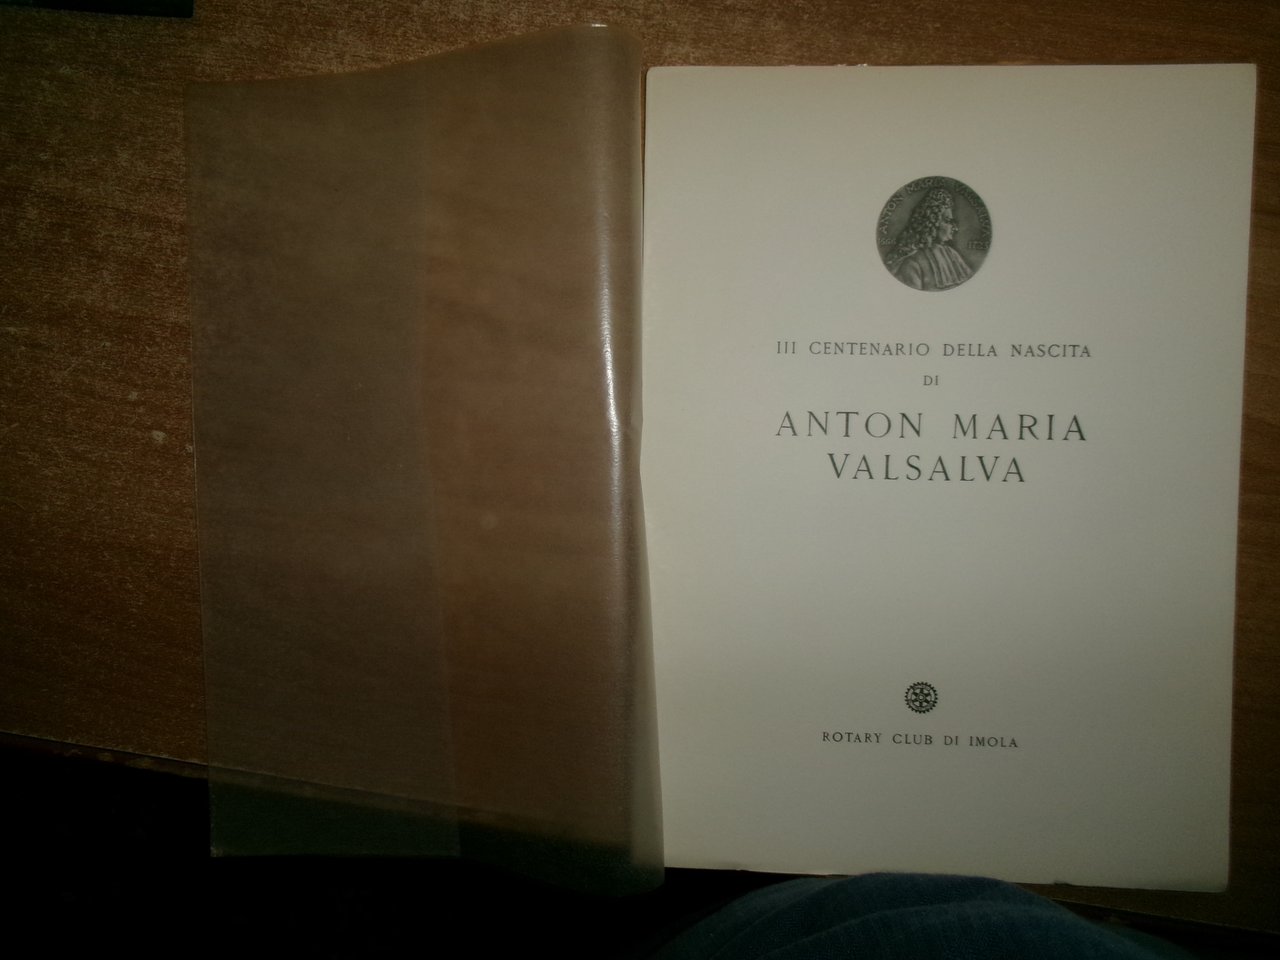 ANTON MARIA VALSALVA
III CENTENARIO DELLA NASCITA
DI
ANTON MARIA
VALSALVA
ROTARY CLUB DI IMOLA